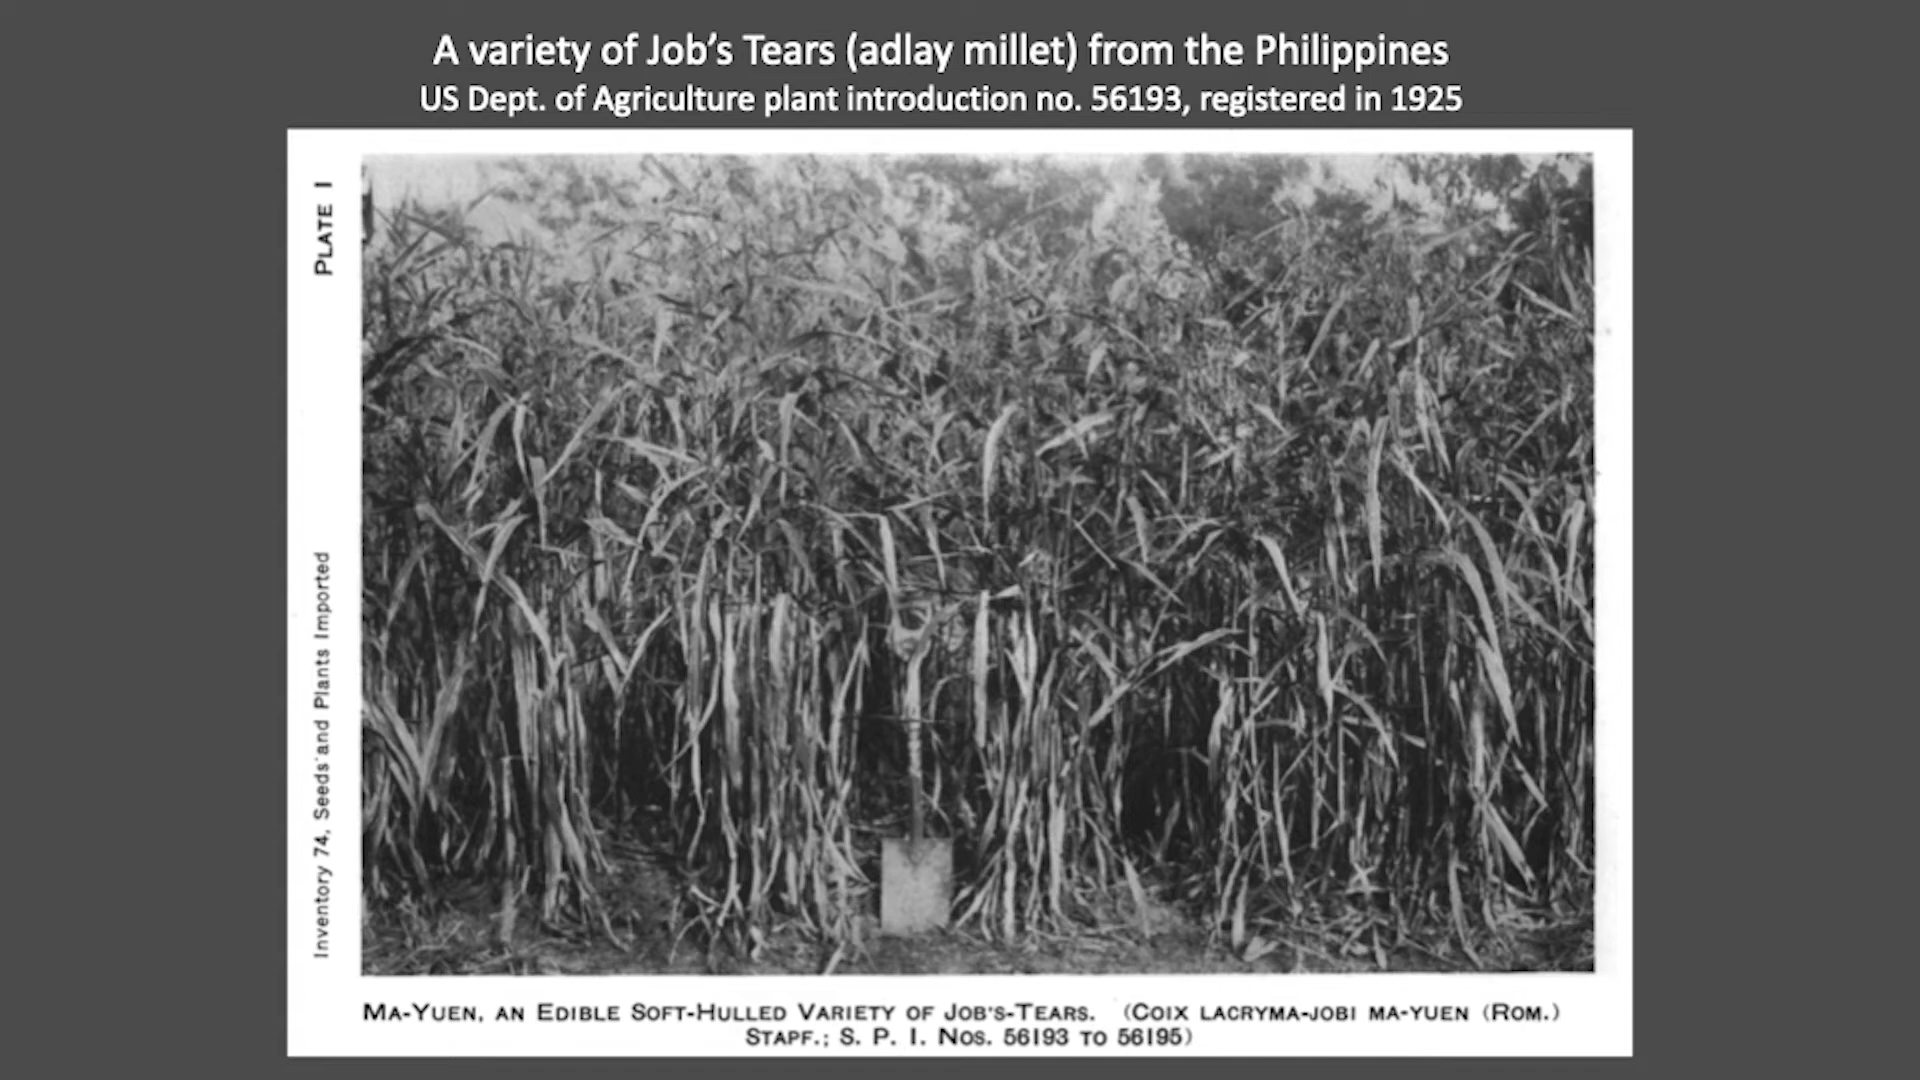 A variety of Job’s Tears (adlay millet) from the Philippines
US Dept. of Agriculture plant introduction no. 56193, registered in 1925
PLATE I
Inventory 74, Seeds and Plants Imported
MA-YUEN, AN EDIBLE SOFT-HULLED VARIETY OF JOB'S-TEARS. (COIX LACRYMA-JOBI MA-YUEN (ROM.)
STAPF.; S. P. I. NOS. 56193 TO 56195)